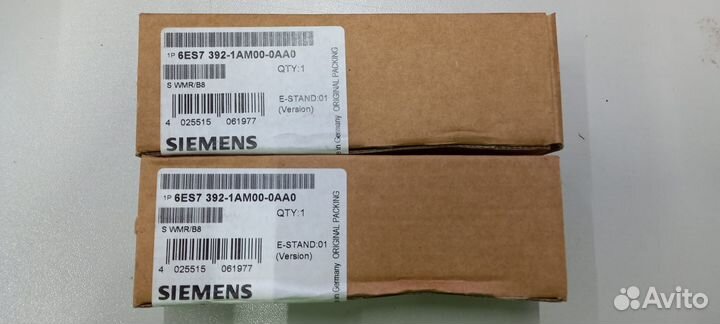 1P 6ES7 392-1AM00-0AA0
QTY:1
S WMR/B8
E-STAND:01
(Version)
4 025515 061977
SIEMENS
in Germany ORIGINAL PACKING
1P 6ES7 392-1AM00-0AA0
QTY:1
S WMR/B8
E-STAND:01
(Version)
4 025515 061977
SIEMENS
in Germany ORIGINAL PACKING
Avito